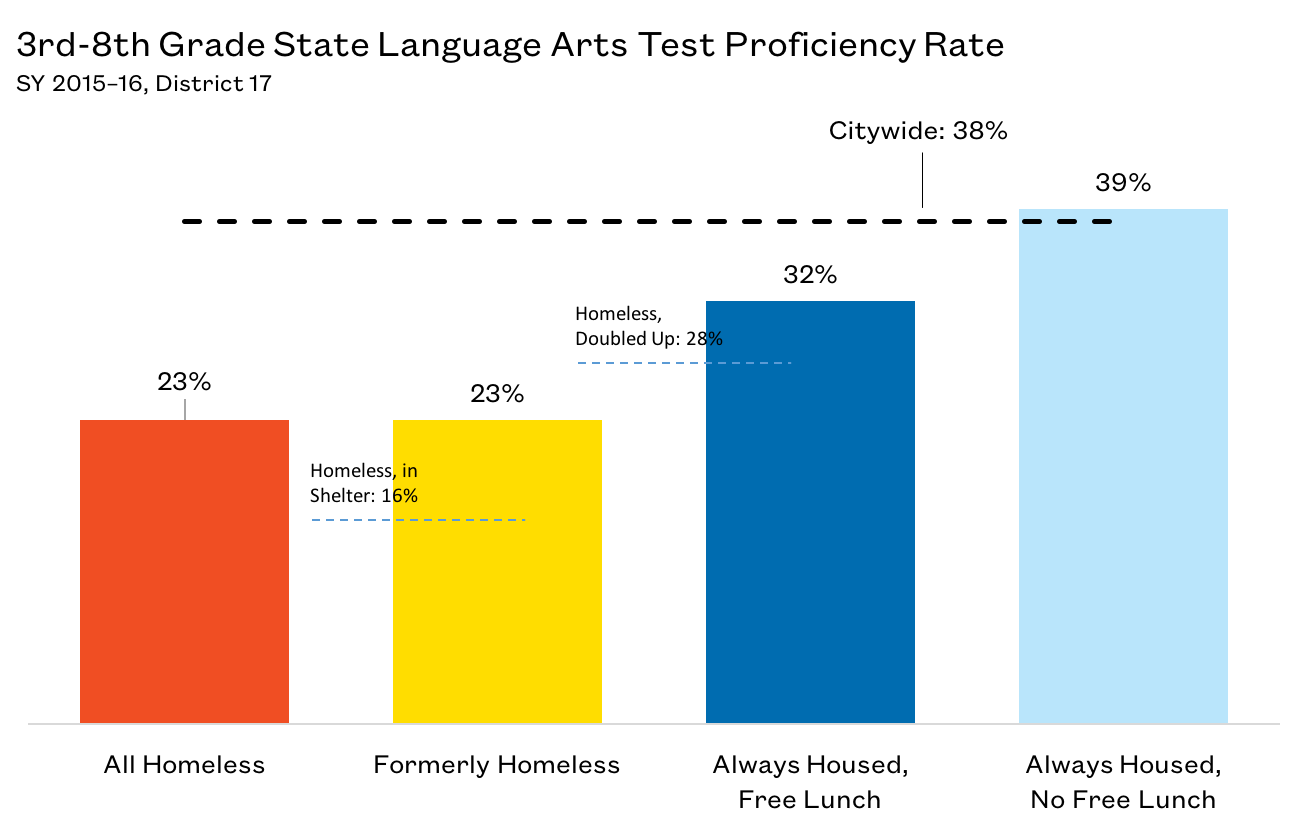 3rd-8th Grade State Language Arts Test Proficiency Rate
SY 2015–16, District 17
Citywide: 38%
39%
32%
Homeless,
Doubled Up: 28%
23%
23%
Homeless, in
Shelter: 16%
All Homeless
Formerly Homeless
Always Housed,
Free Lunch
Always Housed,
No Free Lunch